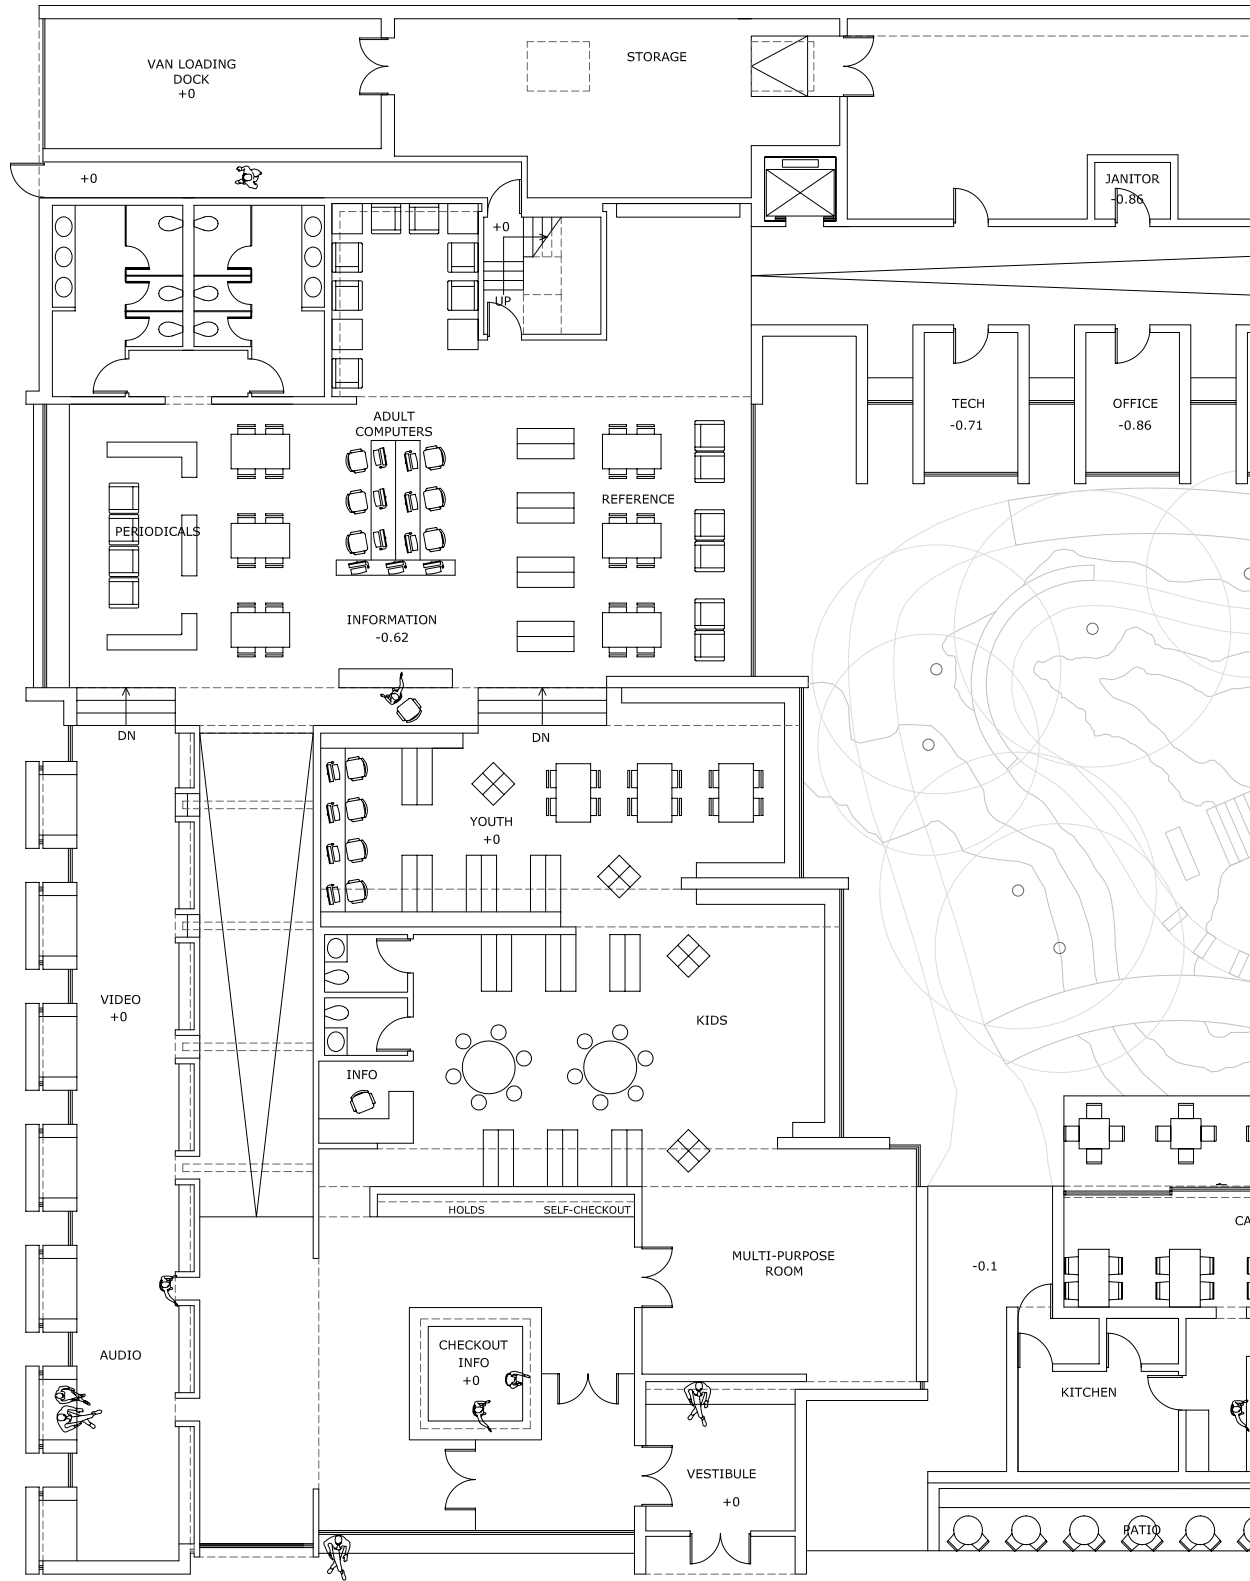 VAN LOADING
DOCK
+0
STORAGE
+0
JANITOR
-0.86
+0
UP
ADULT
COMPUTERS
TECH
-0.71
OFFICE
-0.86
PERIODICALS
REFERENCE
INFORMATION
-0.62
DN
DN
YOUTH
+0
VIDEO
+0
KIDS
INFO
HOLDS
SELF-CHECKOUT
CA
MULTI-PURPOSE
ROOM
-0.1
AUDIO
CHECKOUT
INFO
+0
KITCHEN
VESTIBULE
+0
PATIO